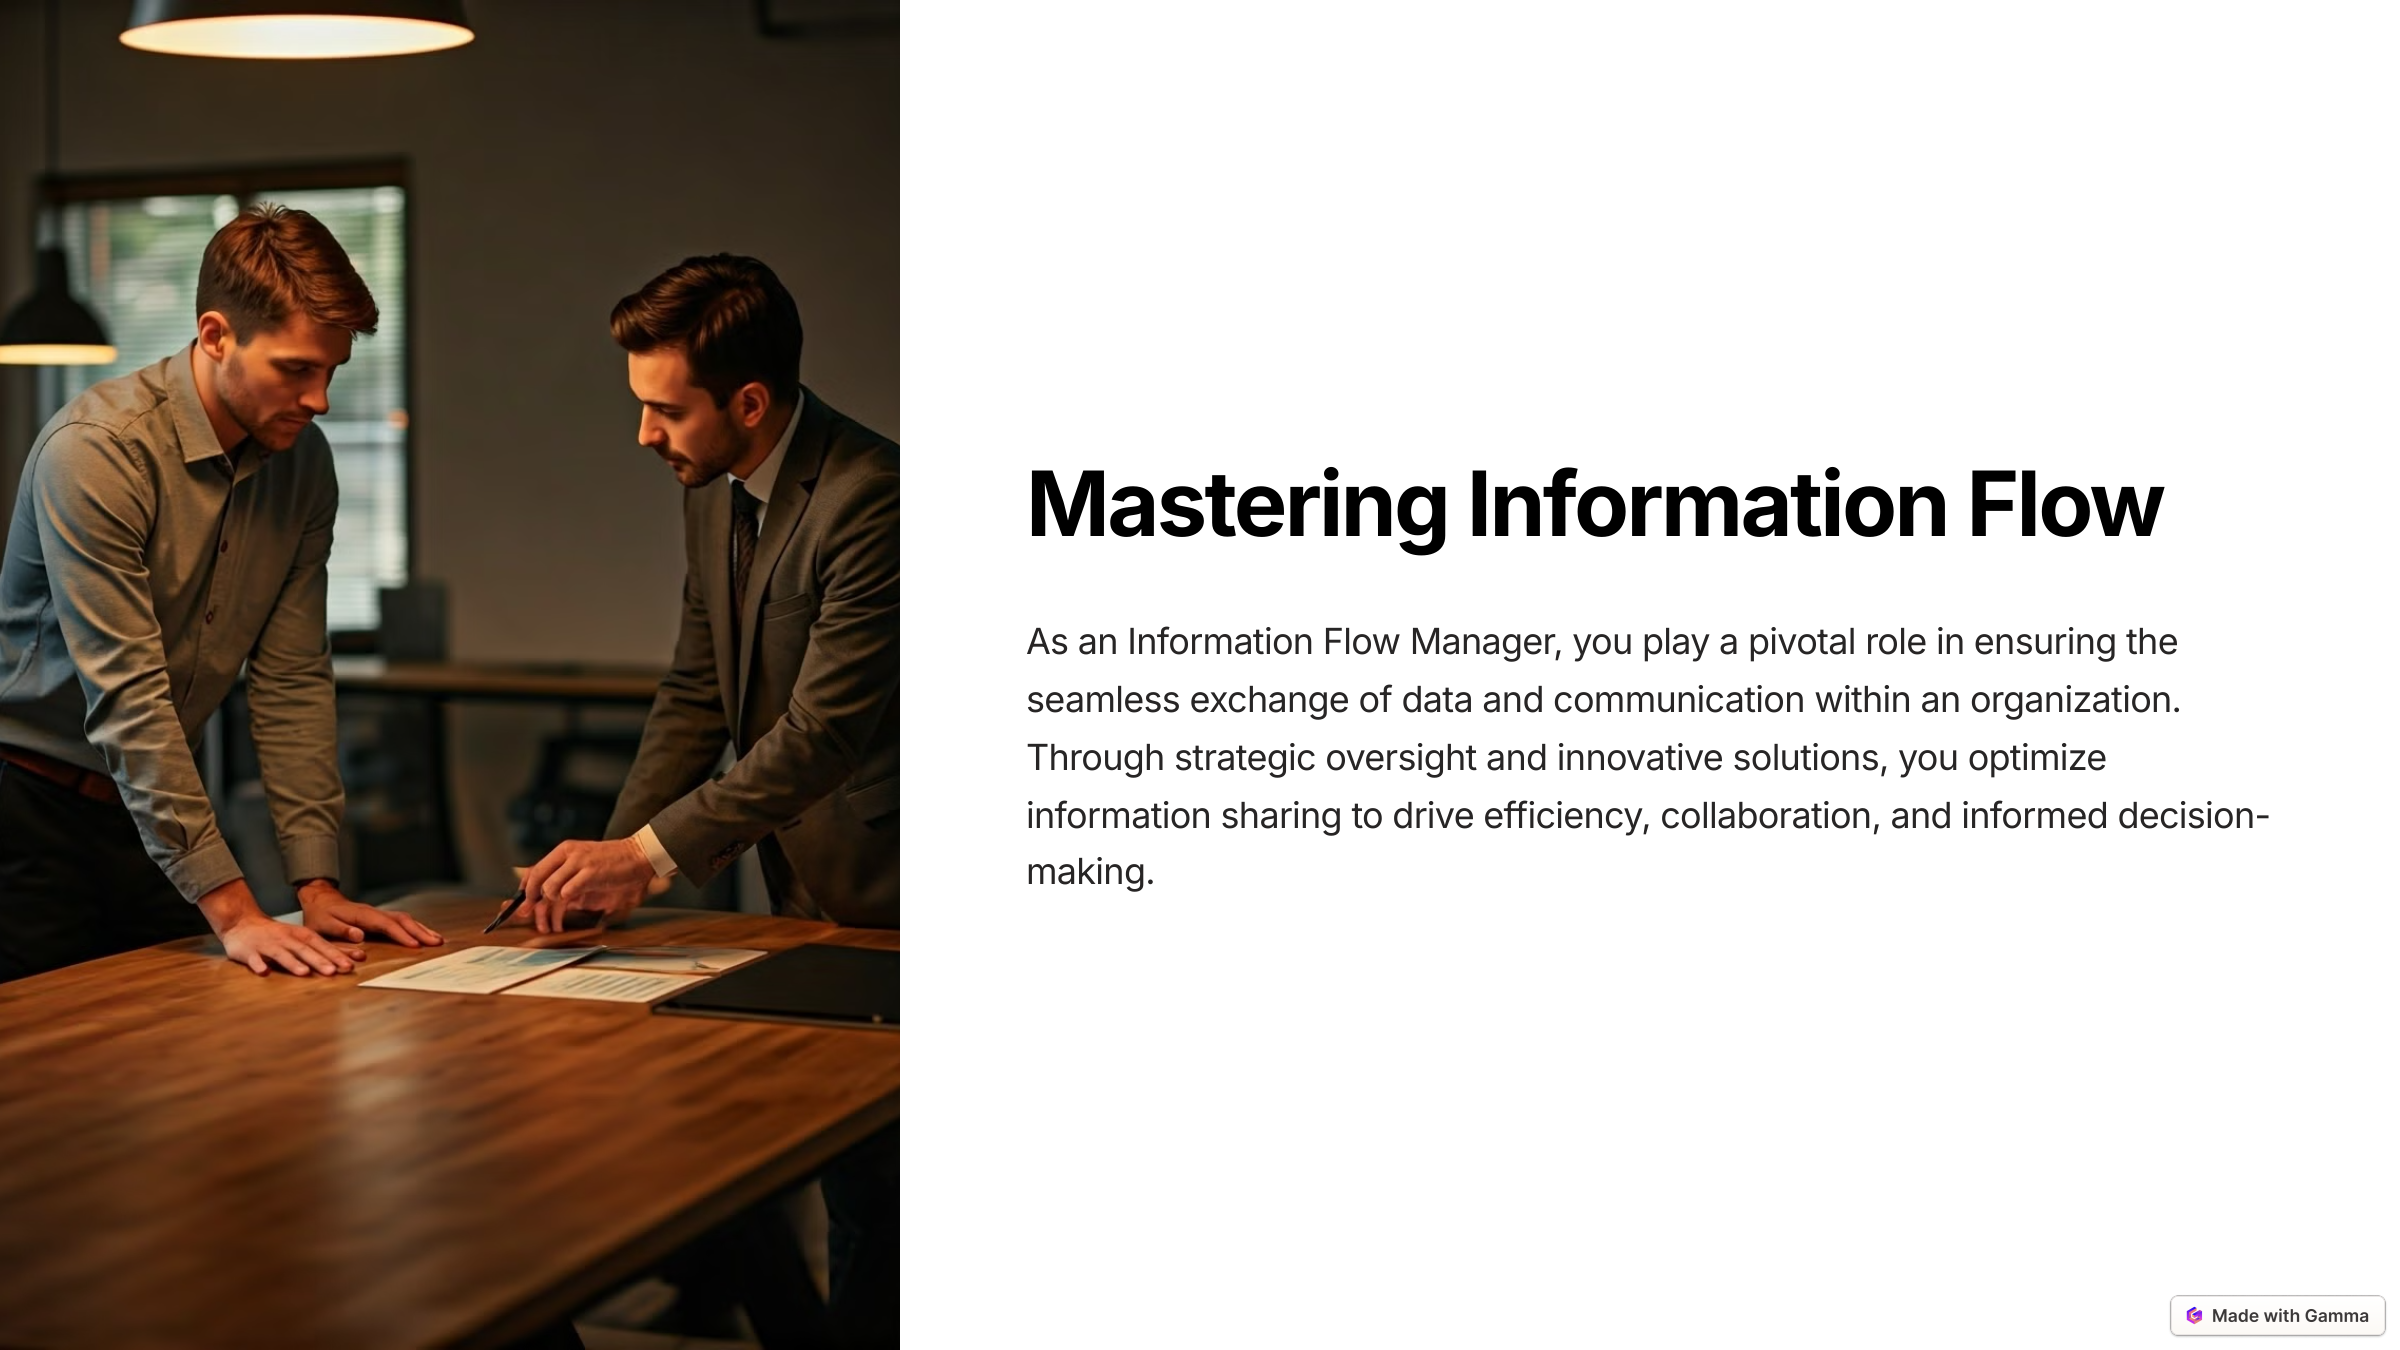 Mastering Information Flow
As an Information Flow Manager, you play a pivotal role in ensuring the
seamless exchange of data and communication within an organization.
Through strategic oversight and innovative solutions, you optimize
information sharing to drive efficiency, collaboration, and informed decision-
making.
Made with Gamma